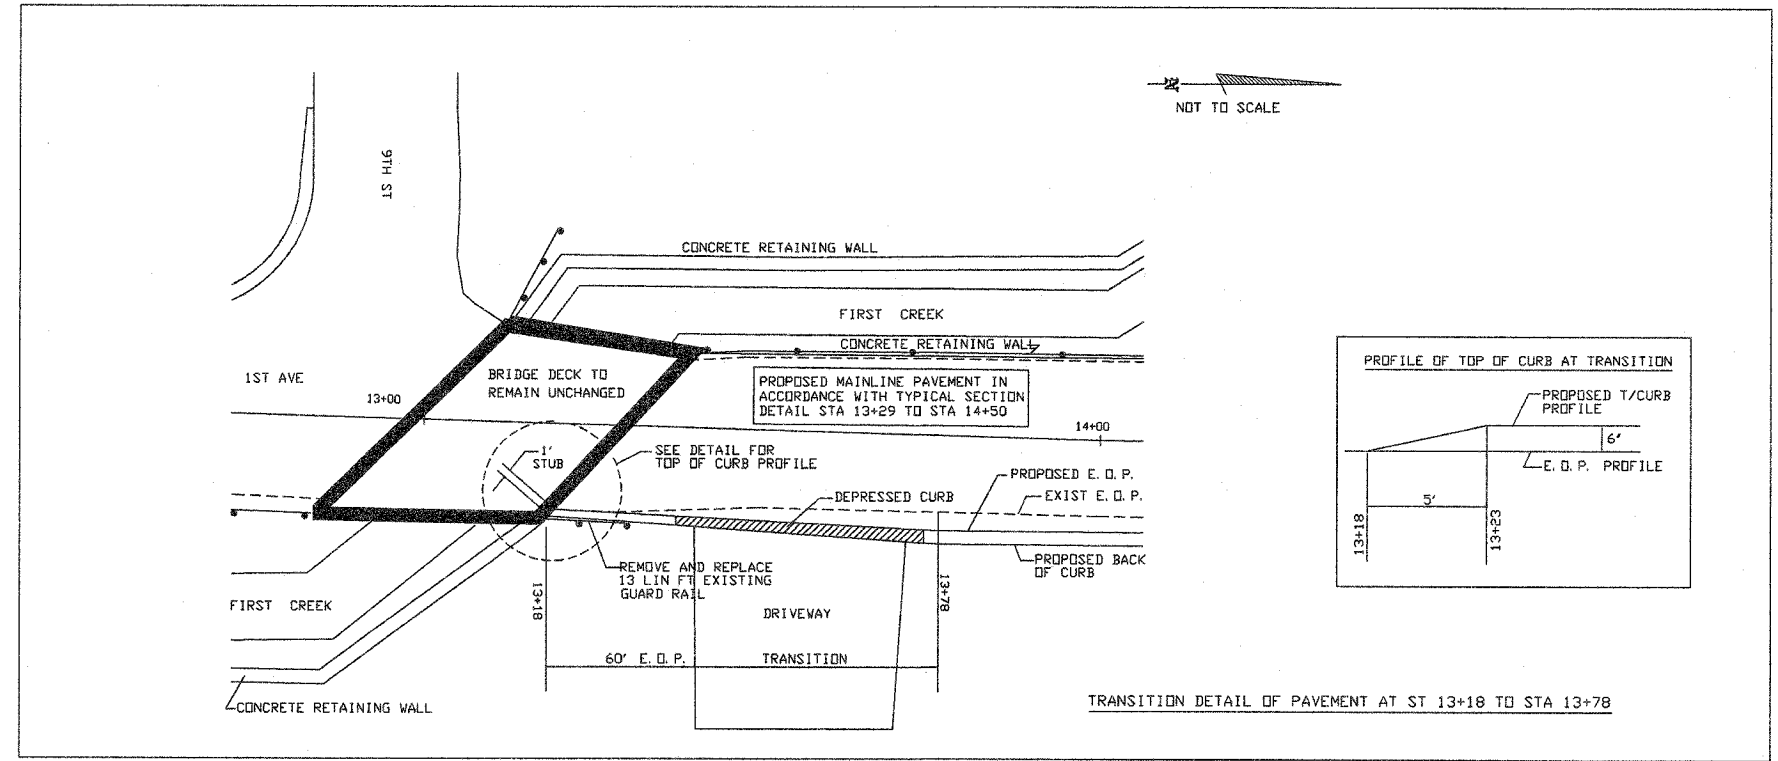 NOT TO SCALE
9TH ST
CONCRETE RETAINING WALL
FIRST CREEK
CONCRETE RETAINING WALL
1ST AVE
13+00
BRIDGE DECK TO
REMAIN UNCHANGED
PROPOSED MAINLINE PAVEMENT IN
ACCORDANCE WITH TYPICAL SECTION
DETAIL STA 13+29 TO STA 14+50
14+00
1'
STUB
SEE DETAIL FOR
TOP OF CURB PROFILE
PROPOSED E.O.P.
DEPRESSED CURB
EXIST E.O.P.
PROPOSED BACK
OF CURB
REMOVE AND REPLACE
13 LIN FT EXISTING
GUARD RAIL
13+18
13+78
FIRST CREEK
DRIVEWAY
60' E.O.P. TRANSITION
CONCRETE RETAINING WALL
PROFILE OF TOP OF CURB AT TRANSITION
PROPOSED T/CURB
PROFILE
6'
E.O.P. PROFILE
5'
13+18
13+23
TRANSITION DETAIL OF PAVEMENT AT ST 13+18 TO STA 13+78